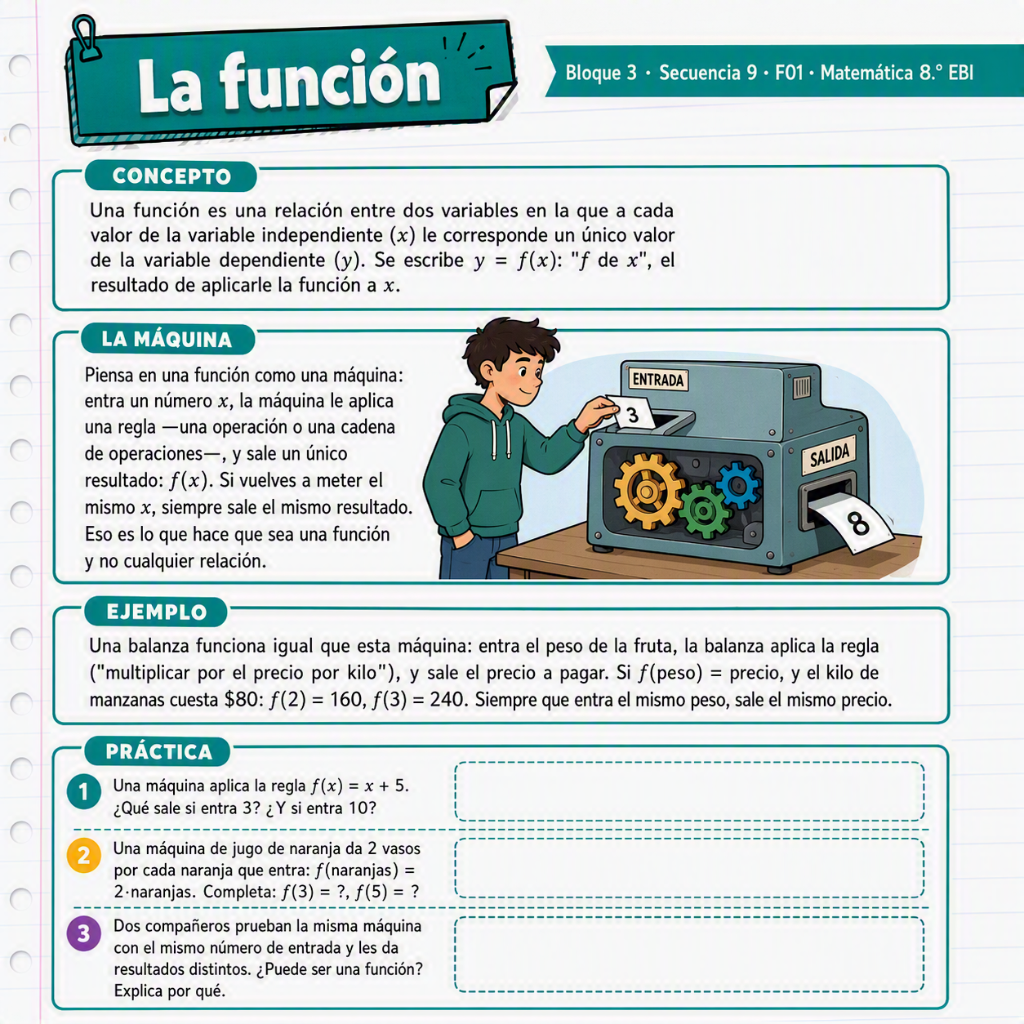 La función
Bloque 3 · Secuencia 9 · F01 · Matemática 8.° EBI
CONCEPTO
Una función es una relación entre dos variables en la que a cada
valor de la variable independiente (x) le corresponde un único valor
de la variable dependiente (y). Se escribe y = f(x): "f de x", el
resultado de aplicarle la función a x.
LA MÁQUINA
Piensa en una función como una máquina:
entra un número x, la máquina le aplica
una regla —una operación o una cadena
de operaciones—, y sale un único
resultado: f(x). Si vuelves a meter el
mismo x, siempre sale el mismo resultado.
Eso es lo que hace que sea una función
y no cualquier relación.
ENTRADA
3
SALIDA
8
EJEMPLO
Una balanza funciona igual que esta máquina: entra el peso de la fruta, la balanza aplica la regla
("multiplicar por el precio por kilo"), y sale el precio a pagar. Si f(peso) = precio, y el kilo de
manzanas cuesta $80: f(2) = 160, f(3) = 240. Siempre que entra el mismo peso, sale el mismo precio.
PRÁCTICA
1
Una máquina aplica la regla f(x) = x + 5.
¿Qué sale si entra 3? ¿Y si entra 10?
2
Una máquina de jugo de naranja da 2 vasos
por cada naranja que entra: f(naranjas) =
2·naranjas. Completa: f(3) = ?, f(5) = ?
3
Dos compañeros prueban la misma máquina
con el mismo número de entrada y les da
resultados distintos. ¿Puede ser una función?
Explica por qué.